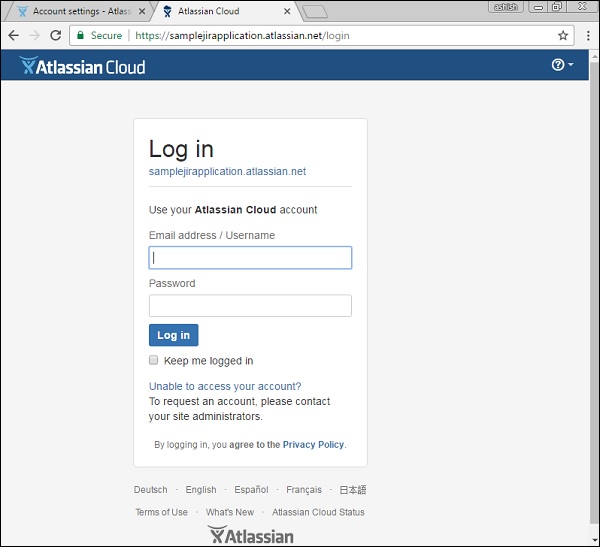 Account settings - Atlass
Atlassian Cloud
ashish
Secure
https://samplejirapplication.atlassian.net/login
Atlassian Cloud
Log in
samplejirapplication.atlassian.net
Use your Atlassian Cloud account
Email address / Username
Password
Log in
Keep me logged in
Unable to access your account?
To request an account, please contact
your site administrators.
By logging in, you agree to the Privacy Policy.
Deutsch · English · Español · Français · 日本語
Terms of Use · What's New · Atlassian Cloud Status
Atlassian